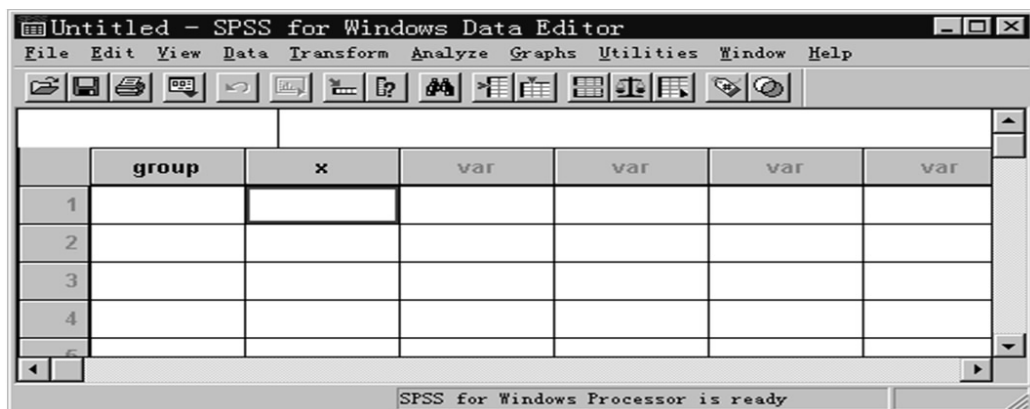 Untitled - SPSS for Windows Data Editor
File Edit View Data Transform Analyze Graphs Utilities Window Help
group x var var var var
1
2
3
4
SPSS for Windows Processor is ready